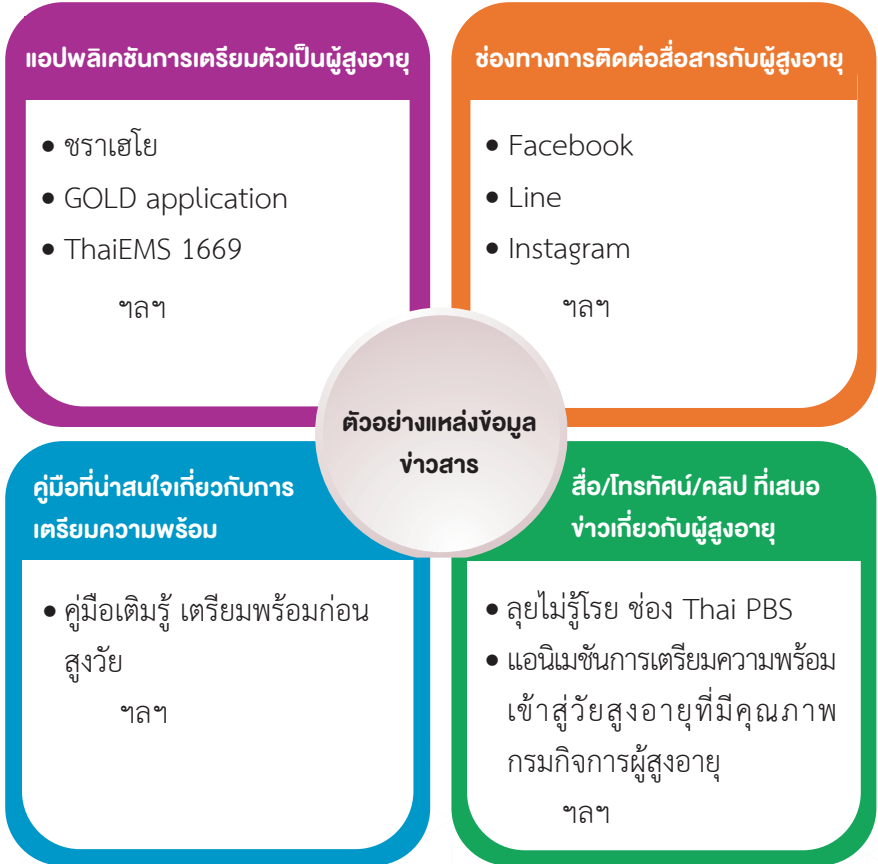 แอปพลิเคชันการเตรียมตัวเป็นผู้สูงอายุ
• ชราเฮโย
• GOLD application
• ThaiEMS 1669
ฯลฯ
ช่องทางการติดต่อสื่อสารกับผู้สูงอายุ
• Facebook
• Line
• Instagram
ฯลฯ
ตัวอย่างแหล่งข้อมูล
ข่าวสาร
คู่มือที่น่าสนใจเกี่ยวกับการ
เตรียมความพร้อม
• คู่มือเติมรู้ เตรียมพร้อมก่อน
สูงวัย
ฯลฯ
สื่อ/โทรทัศน์/คลิป ที่เสนอ
ข่าวเกี่ยวกับผู้สูงอายุ
• ลุยไม่รู้โรย ช่อง Thai PBS
• แอนิเมชันการเตรียมความพร้อม
เข้าสู่วัยสูงอายุที่มีคุณภาพ
กรมกิจการผู้สูงอายุ
ฯลฯ